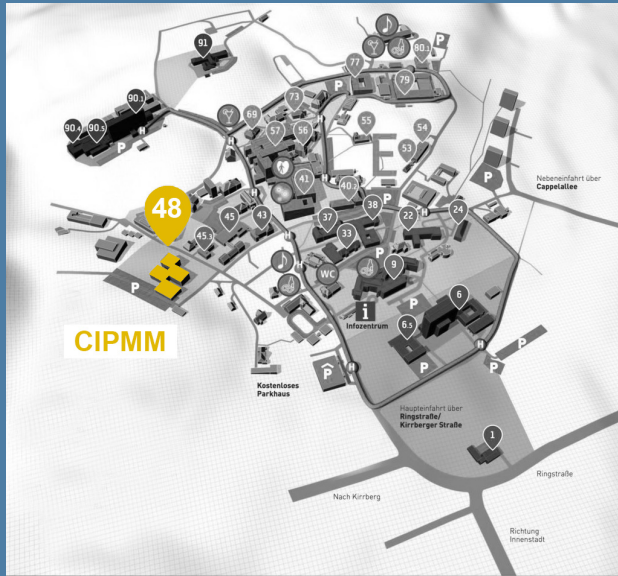 91
90.1
90.4
90.5
H
P
77
80.1
P
79
P
73
69
57
56
55
54
53
H
H
L E
41
40.2
P
Nebeneinfahrt über
Cappelallee
48
45
43
45.3
H
37
38
33
22
H
24
P
P
H
WC
9
P
i
Infozentrum
6
6.5
P
H
P
P
CIPMM
Kostenloses
Parkhaus
P
H
Haupteinfahrt über
Ringstraße/
Kirrberger Straße
1
Ringstraße
Nach Kirrberg
Richtung
Innenstadt